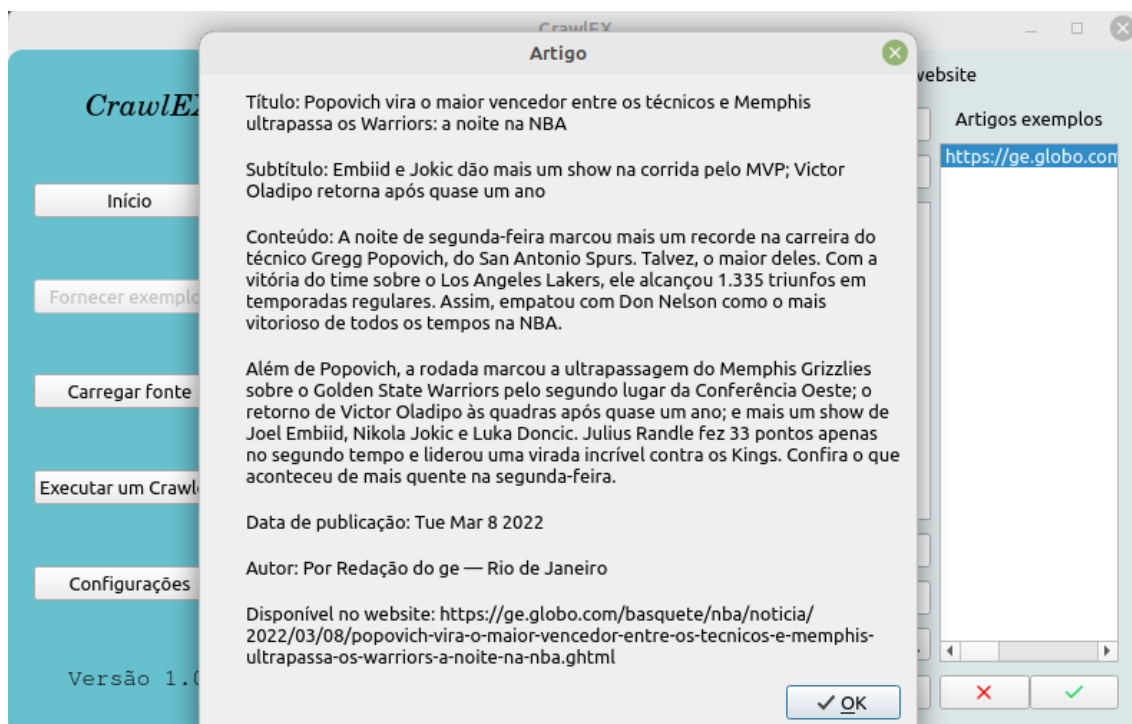 CrawlEX
Artigo
website
CrawlEX
Artigos exemplos
https://ge.globo.com
Início
Fornecer exemplo
Carregar fonte
Executar um Crawl
Configurações
Versão 1.0
Título: Popovich vira o maior vencedor entre os técnicos e Memphis
ultrapassa os Warriors: a noite na NBA
Subtítulo: Embiid e Jokic dão mais um show na corrida pelo MVP; Victor
Oladipo retorna após quase um ano
Conteúdo: A noite de segunda-feira marcou mais um recorde na carreira do
técnico Gregg Popovich, do San Antonio Spurs. Talvez, o maior deles. Com a
vitória do time sobre o Los Angeles Lakers, ele alcançou 1.335 triunfos em
temporadas regulares. Assim, empatou com Don Nelson como o mais
vitorioso de todos os tempos na NBA.
Além de Popovich, a rodada marcou a ultrapassagem do Memphis Grizzlies
sobre o Golden State Warriors pelo segundo lugar da Conferência Oeste; o
retorno de Victor Oladipo às quadras após quase um ano; e mais um show de
Joel Embiid, Nikola Jokic e Luka Doncic. Julius Randle fez 33 pontos apenas
no segundo tempo e liderou uma virada incrível contra os Kings. Confira o que
aconteceu de mais quente na segunda-feira.
Data de publicação: Tue Mar 8 2022
Autor: Por Redação do ge — Rio de Janeiro
Disponível no website: https://ge.globo.com/basquete/nba/noticia/
2022/03/08/popovich-vira-o-maior-vencedor-entre-os-tecnicos-e-memphis-
ultrapassa-os-warriors-a-noite-na-nba.ghtml
OK